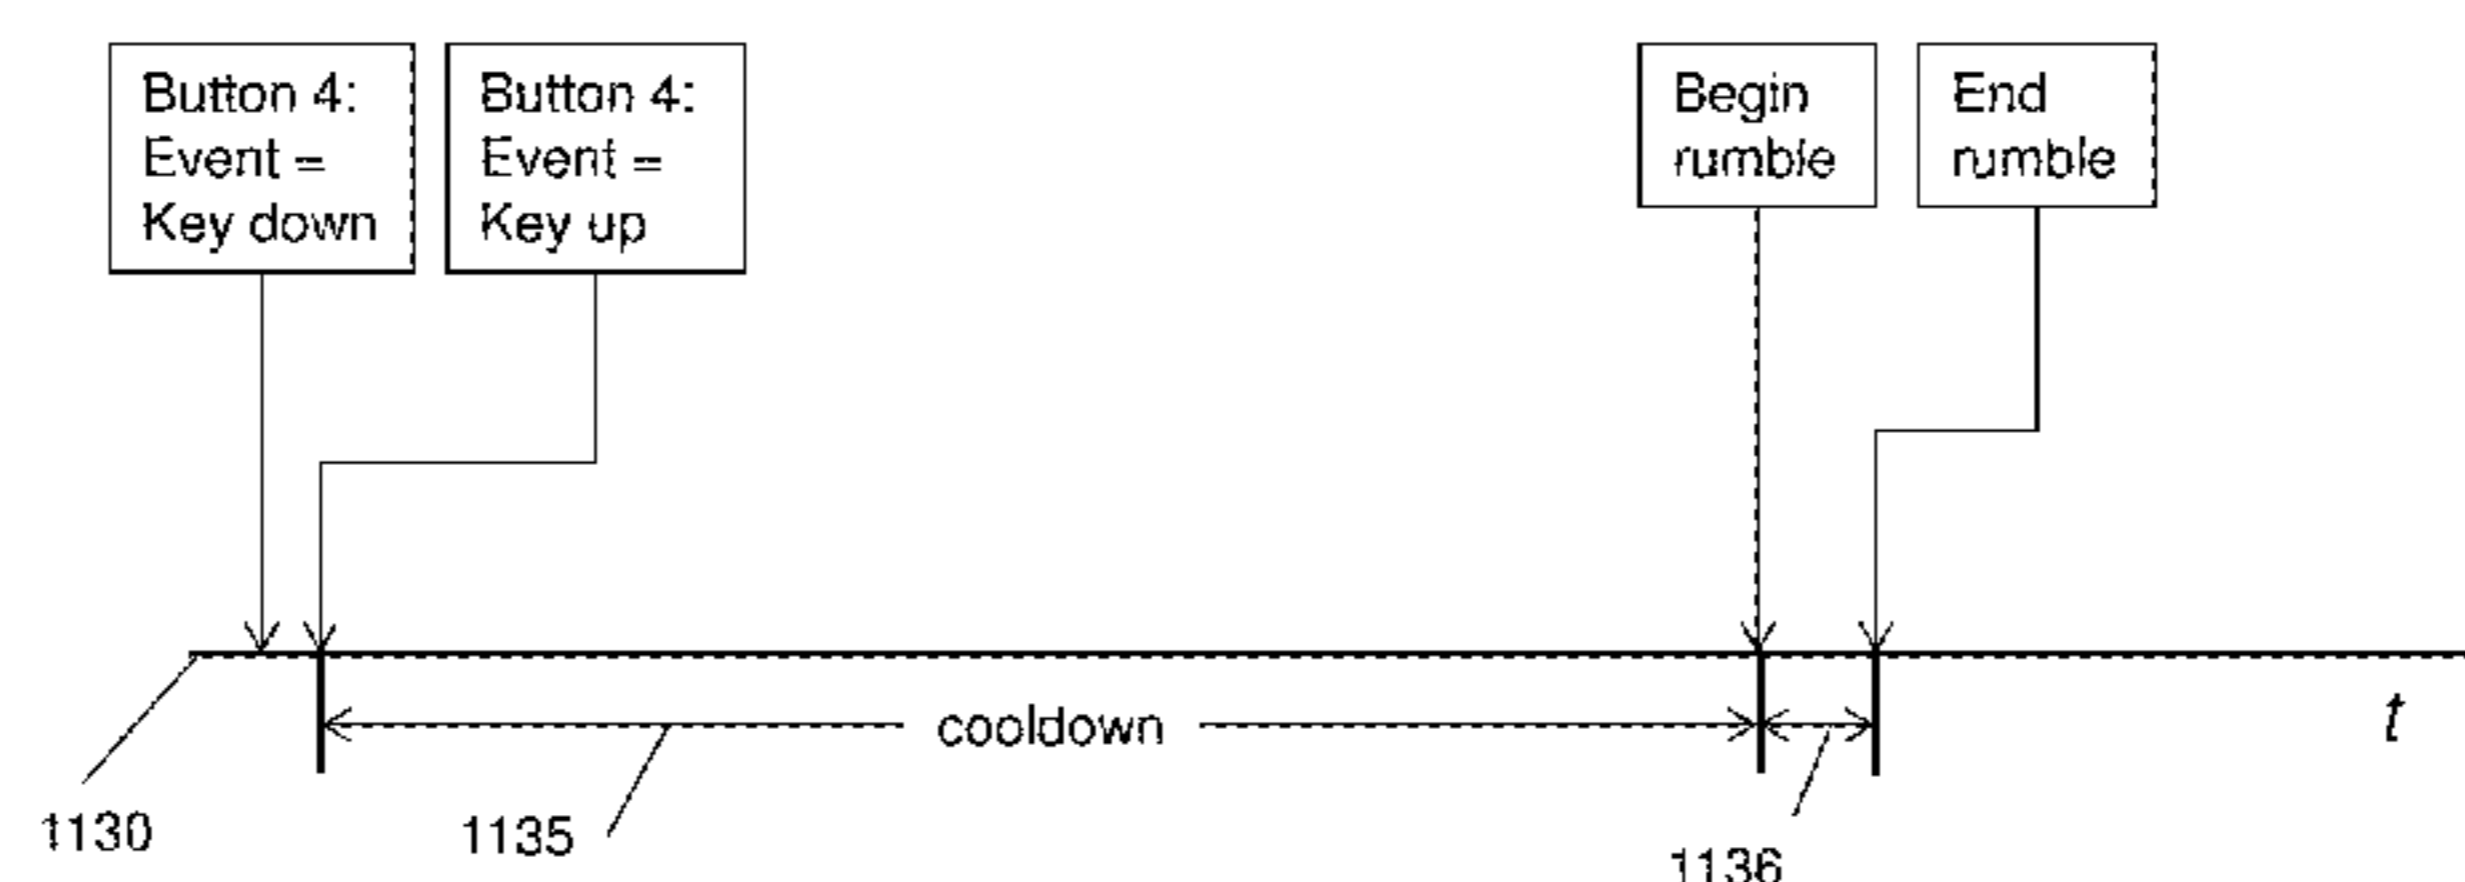 Button 4:
Event =
Key down
Button 4:
Event =
Key up
Begin
rumble
End
rumble
cooldown
t
1130
1135
1136